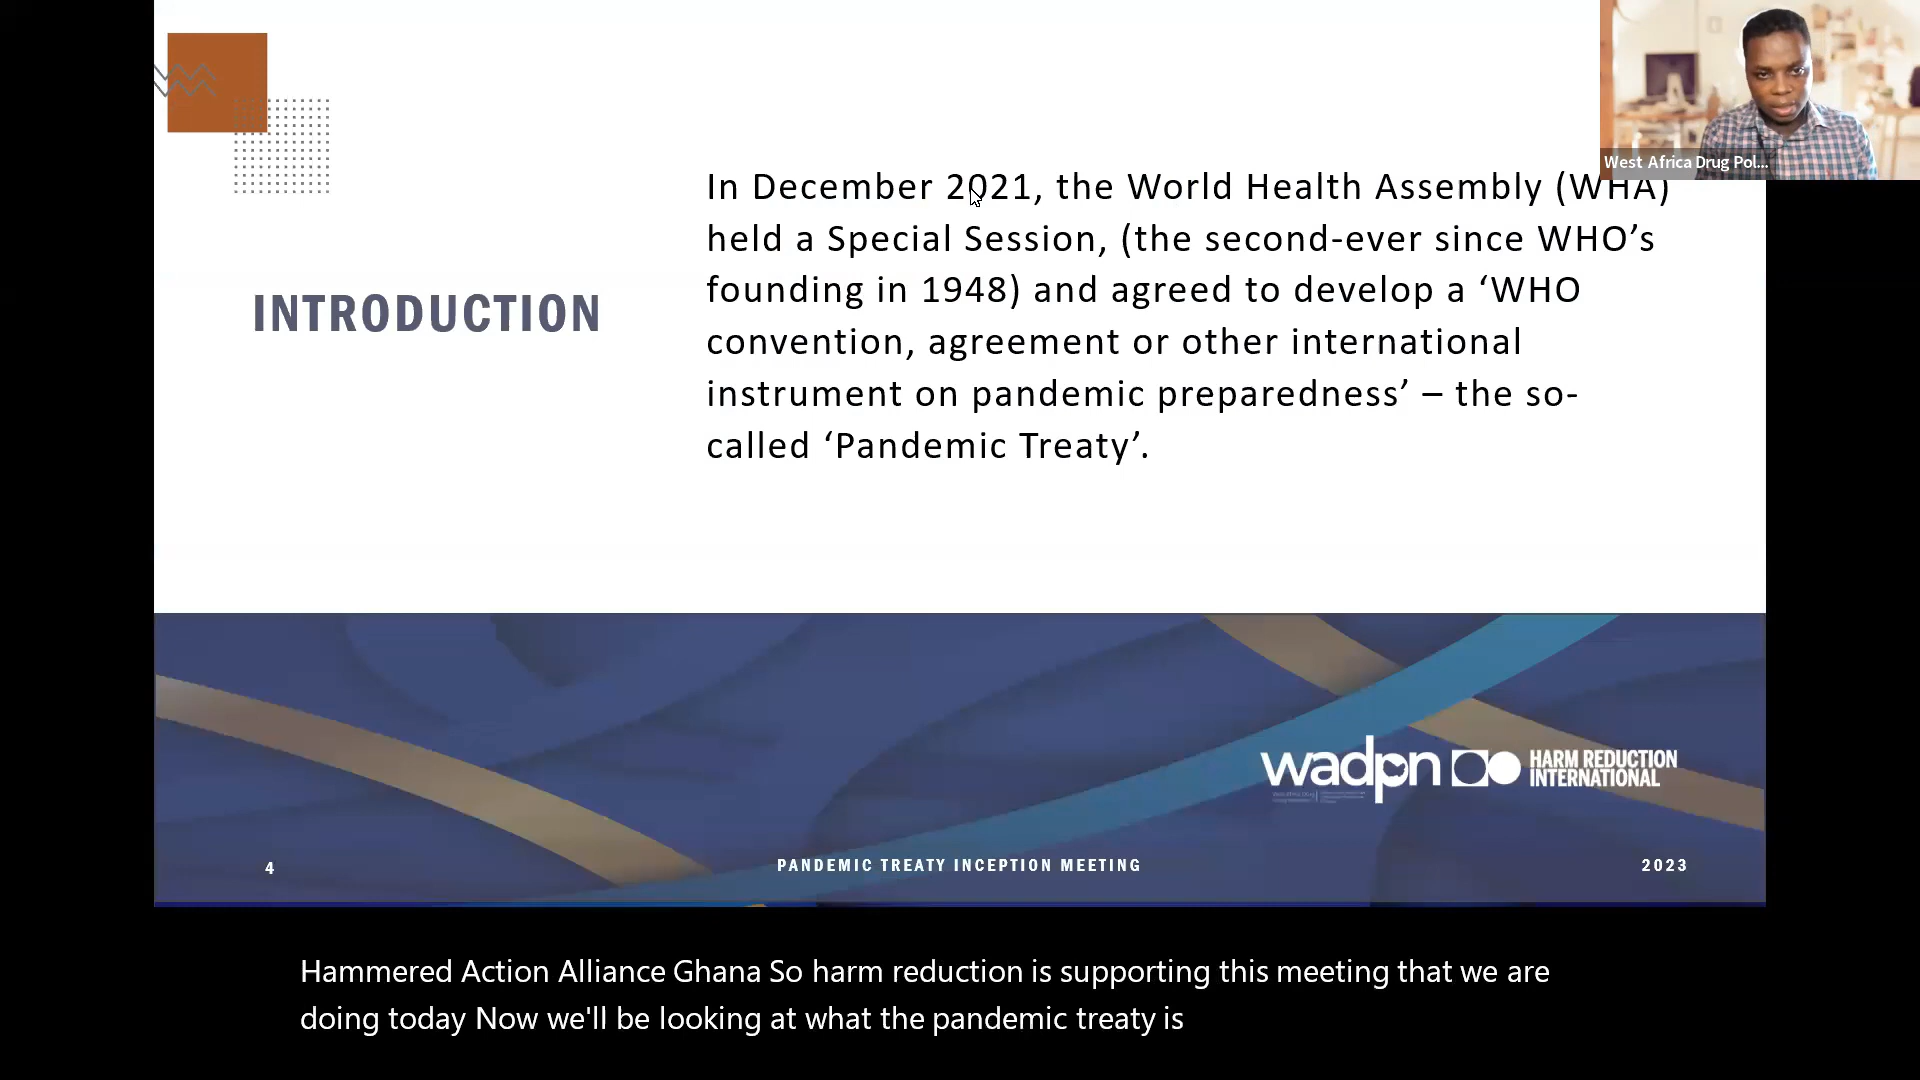 West Africa Drug Pol...
INTRODUCTION
In December 2021, the World Health Assembly (WHA)
held a Special Session, (the second-ever since WHO’s
founding in 1948) and agreed to develop a ‘WHO
convention, agreement or other international
instrument on pandemic preparedness’ – the so-
called ‘Pandemic Treaty’.
wadpn
HARM REDUCTION
INTERNATIONAL
4
PANDEMIC TREATY INCEPTION MEETING
2023
Hammered Action Alliance Ghana So harm reduction is supporting this meeting that we are
doing today Now we'll be looking at what the pandemic treaty is